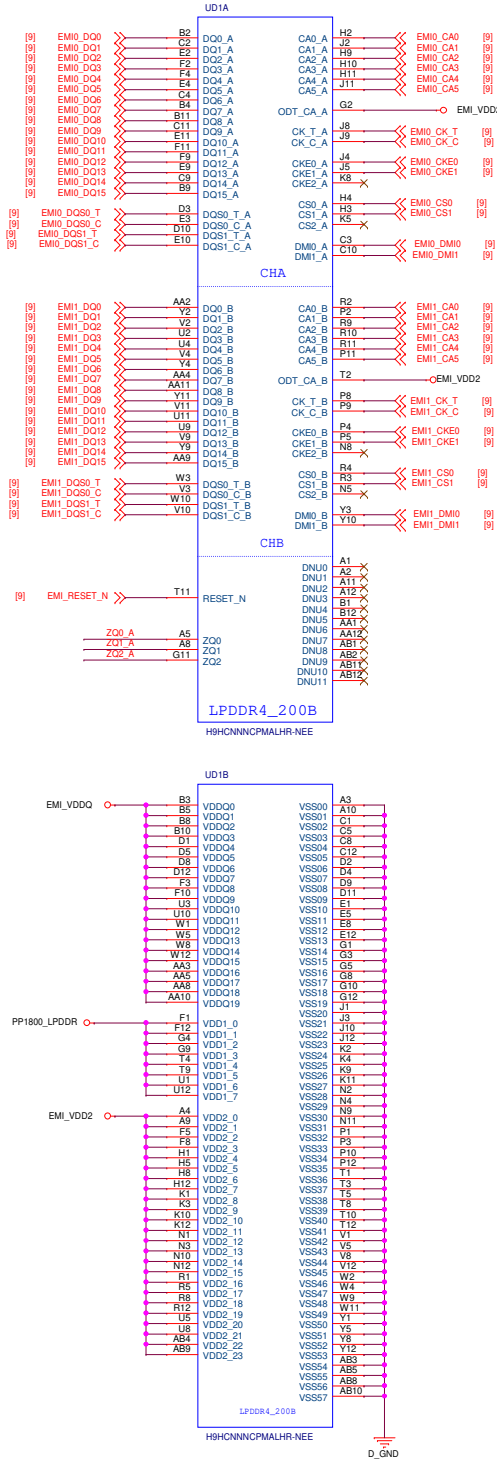 UD1A
[9] EMI0_DQ0 B2 DQ0_A
[9] EMI0_DQ1 C2 DQ1_A
[9] EMI0_DQ2 E2 DQ2_A
[9] EMI0_DQ3 F2 DQ3_A
[9] EMI0_DQ4 F4 DQ4_A
[9] EMI0_DQ5 E4 DQ5_A
[9] EMI0_DQ6 C4 DQ6_A
[9] EMI0_DQ7 B4 DQ7_A
[9] EMI0_DQ8 B11 DQ8_A
[9] EMI0_DQ9 C11 DQ9_A
[9] EMI0_DQ10 E11 DQ10_A
[9] EMI0_DQ11 F11 DQ11_A
[9] EMI0_DQ12 F9 DQ12_A
[9] EMI0_DQ13 E9 DQ13_A
[9] EMI0_DQ14 C9 DQ14_A
[9] EMI0_DQ15 B9 DQ15_A
[9] EMI0_DQS0_T D3 DQS0_T_A
[9] EMI0_DQS0_C E3 DQS0_C_A
[9] EMI0_DQS1_T D10 DQS1_T_A
[9] EMI0_DQS1_C E10 DQS1_C_A
CA0_A H2 EMI0_CA0 [9]
CA1_A J2 EMI0_CA1 [9]
CA2_A H9 EMI0_CA2 [9]
CA3_A H10 EMI0_CA3 [9]
CA4_A H11 EMI0_CA4 [9]
CA5_A J11 EMI0_CA5 [9]
ODT_CA_A G2 EMI_VDD2
CK_T_A J8 EMI0_CK_T [9]
CK_C_A J9 EMI0_CK_C [9]
CKE0_A J4 EMI0_CKE0 [9]
CKE1_A J5 EMI0_CKE1 [9]
CKE2_A K8
CS0_A H4 EMI0_CS0 [9]
CS1_A H3 EMI0_CS1 [9]
CS2_A K5
DMI0_A C3 EMI0_DMI0 [9]
DMI1_A C10 EMI0_DMI1 [9]
CHA
[9] EMI1_DQ0 AA2 DQ0_B
[9] EMI1_DQ1 Y2 DQ1_B
[9] EMI1_DQ2 V2 DQ2_B
[9] EMI1_DQ3 U2 DQ3_B
[9] EMI1_DQ4 U4 DQ4_B
[9] EMI1_DQ5 V4 DQ5_B
[9] EMI1_DQ6 Y4 DQ6_B
[9] EMI1_DQ7 AA4 DQ7_B
[9] EMI1_DQ8 AA11 DQ8_B
[9] EMI1_DQ9 Y11 DQ9_B
[9] EMI1_DQ10 V11 DQ10_B
[9] EMI1_DQ11 U11 DQ11_B
[9] EMI1_DQ12 U9 DQ12_B
[9] EMI1_DQ13 V9 DQ13_B
[9] EMI1_DQ14 Y9 DQ14_B
[9] EMI1_DQ15 AA9 DQ15_B
[9] EMI1_DQS0_T W3 DQS0_T_B
[9] EMI1_DQS0_C V3 DQS0_C_B
[9] EMI1_DQS1_T W10 DQS1_T_B
[9] EMI1_DQS1_C V10 DQS1_C_B
CA0_B R2 EMI1_CA0 [9]
CA1_B P2 EMI1_CA1 [9]
CA2_B R9 EMI1_CA2 [9]
CA3_B R10 EMI1_CA3 [9]
CA4_B R11 EMI1_CA4 [9]
CA5_B P11 EMI1_CA5 [9]
ODT_CA_B T2 EMI_VDD2
CK_T_B P8 EMI1_CK_T [9]
CK_C_B P9 EMI1_CK_C [9]
CKE0_B P4 EMI1_CKE0 [9]
CKE1_B P5 EMI1_CKE1 [9]
CKE2_B N8
CS0_B R4 EMI1_CS0 [9]
CS1_B R3 EMI1_CS1 [9]
CS2_B N5
DMI0_B Y3 EMI1_DMI0 [9]
DMI1_B Y10 EMI1_DMI1 [9]
CHB
[9] EMI_RESET_N T11 RESET_N
ZQ0_A A5 ZQ0
ZQ1_A A8 ZQ1
ZQ2_A G11 ZQ2
DNU0 A1
DNU1 A2
DNU2 A11
DNU3 A12
DNU4 B1
DNU5 B12
DNU6 AA1
DNU7 AA12
DNU8 AB1
DNU9 AB2
DNU10 AB11
DNU11 AB12
LPDDR4_200B
H9HCNNNCPMALHR-NEE
UD1B
EMI_VDDQ B3 VDDQ0
B5 VDDQ1
B8 VDDQ2
B10 VDDQ3
D1 VDDQ4
D5 VDDQ5
D8 VDDQ6
D12 VDDQ7
F3 VDDQ8
F10 VDDQ9
U3 VDDQ10
U10 VDDQ11
W1 VDDQ12
W5 VDDQ13
W8 VDDQ14
W12 VDDQ15
AA3 VDDQ16
AA5 VDDQ17
AA8 VDDQ18
AA10 VDDQ19
PP1800_LPDDR F1 VDD1_0
F12 VDD1_1
G4 VDD1_2
G9 VDD1_3
T4 VDD1_4
T9 VDD1_5
U1 VDD1_6
U12 VDD1_7
EMI_VDD2 A4 VDD2_0
A9 VDD2_1
F5 VDD2_2
F8 VDD2_3
H1 VDD2_4
H5 VDD2_5
H8 VDD2_6
H12 VDD2_7
K1 VDD2_8
K3 VDD2_9
K10 VDD2_10
K12 VDD2_11
N1 VDD2_12
N3 VDD2_13
N10 VDD2_14
N12 VDD2_15
R1 VDD2_16
R5 VDD2_17
R8 VDD2_18
R12 VDD2_19
U5 VDD2_20
U8 VDD2_21
AB4 VDD2_22
AB9 VDD2_23
VSS00 A3
VSS01 A10
VSS02 C1
VSS03 C5
VSS04 C8
VSS05 C12
VSS06 D2
VSS07 D4
VSS08 D9
VSS09 D11
VSS10 E1
VSS11 E5
VSS12 E8
VSS13 E12
VSS14 G1
VSS15 G3
VSS16 G5
VSS17 G8
VSS18 G10
VSS19 G12
VSS20 J1
VSS21 J3
VSS22 J10
VSS23 J12
VSS24 K2
VSS25 K4
VSS26 K9
VSS27 K11
VSS28 N2
VSS29 N4
VSS30 N9
VSS31 N11
VSS32 P1
VSS33 P3
VSS34 P10
VSS35 P12
VSS36 T1
VSS37 T3
VSS38 T5
VSS39 T8
VSS40 T10
VSS41 T12
VSS42 V1
VSS43 V5
VSS44 V8
VSS45 V12
VSS46 W2
VSS47 W4
VSS48 W9
VSS49 W11
VSS50 Y1
VSS51 Y5
VSS52 Y8
VSS53 Y12
VSS54 AB3
VSS55 AB5
VSS56 AB8
VSS57 AB10
LPDDR4_200B
H9HCNNNCPMALHR-NEE
D_GND